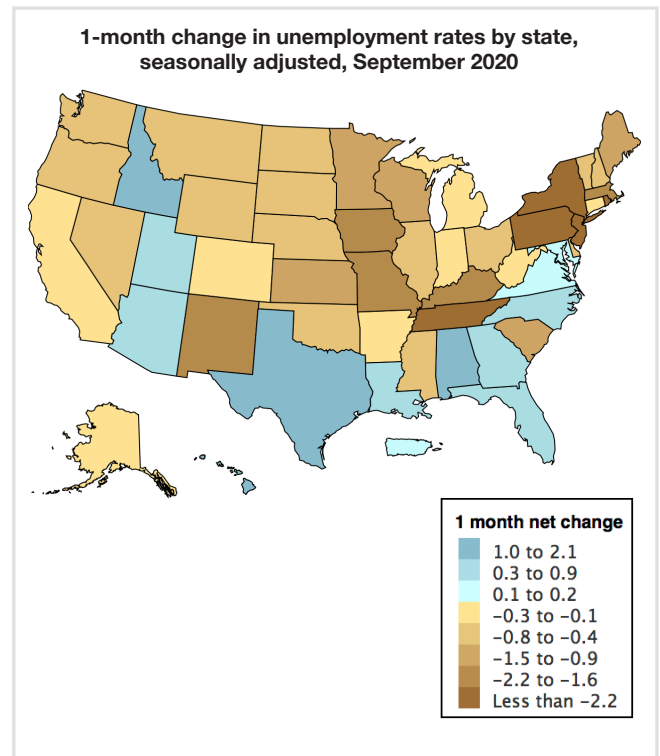 1-month change in unemployment rates by state,
seasonally adjusted, September 2020
1 month net change
1.0 to 2.1
0.3 to 0.9
0.1 to 0.2
−0.3 to −0.1
−0.8 to −0.4
−1.5 to −0.9
−2.2 to −1.6
Less than −2.2